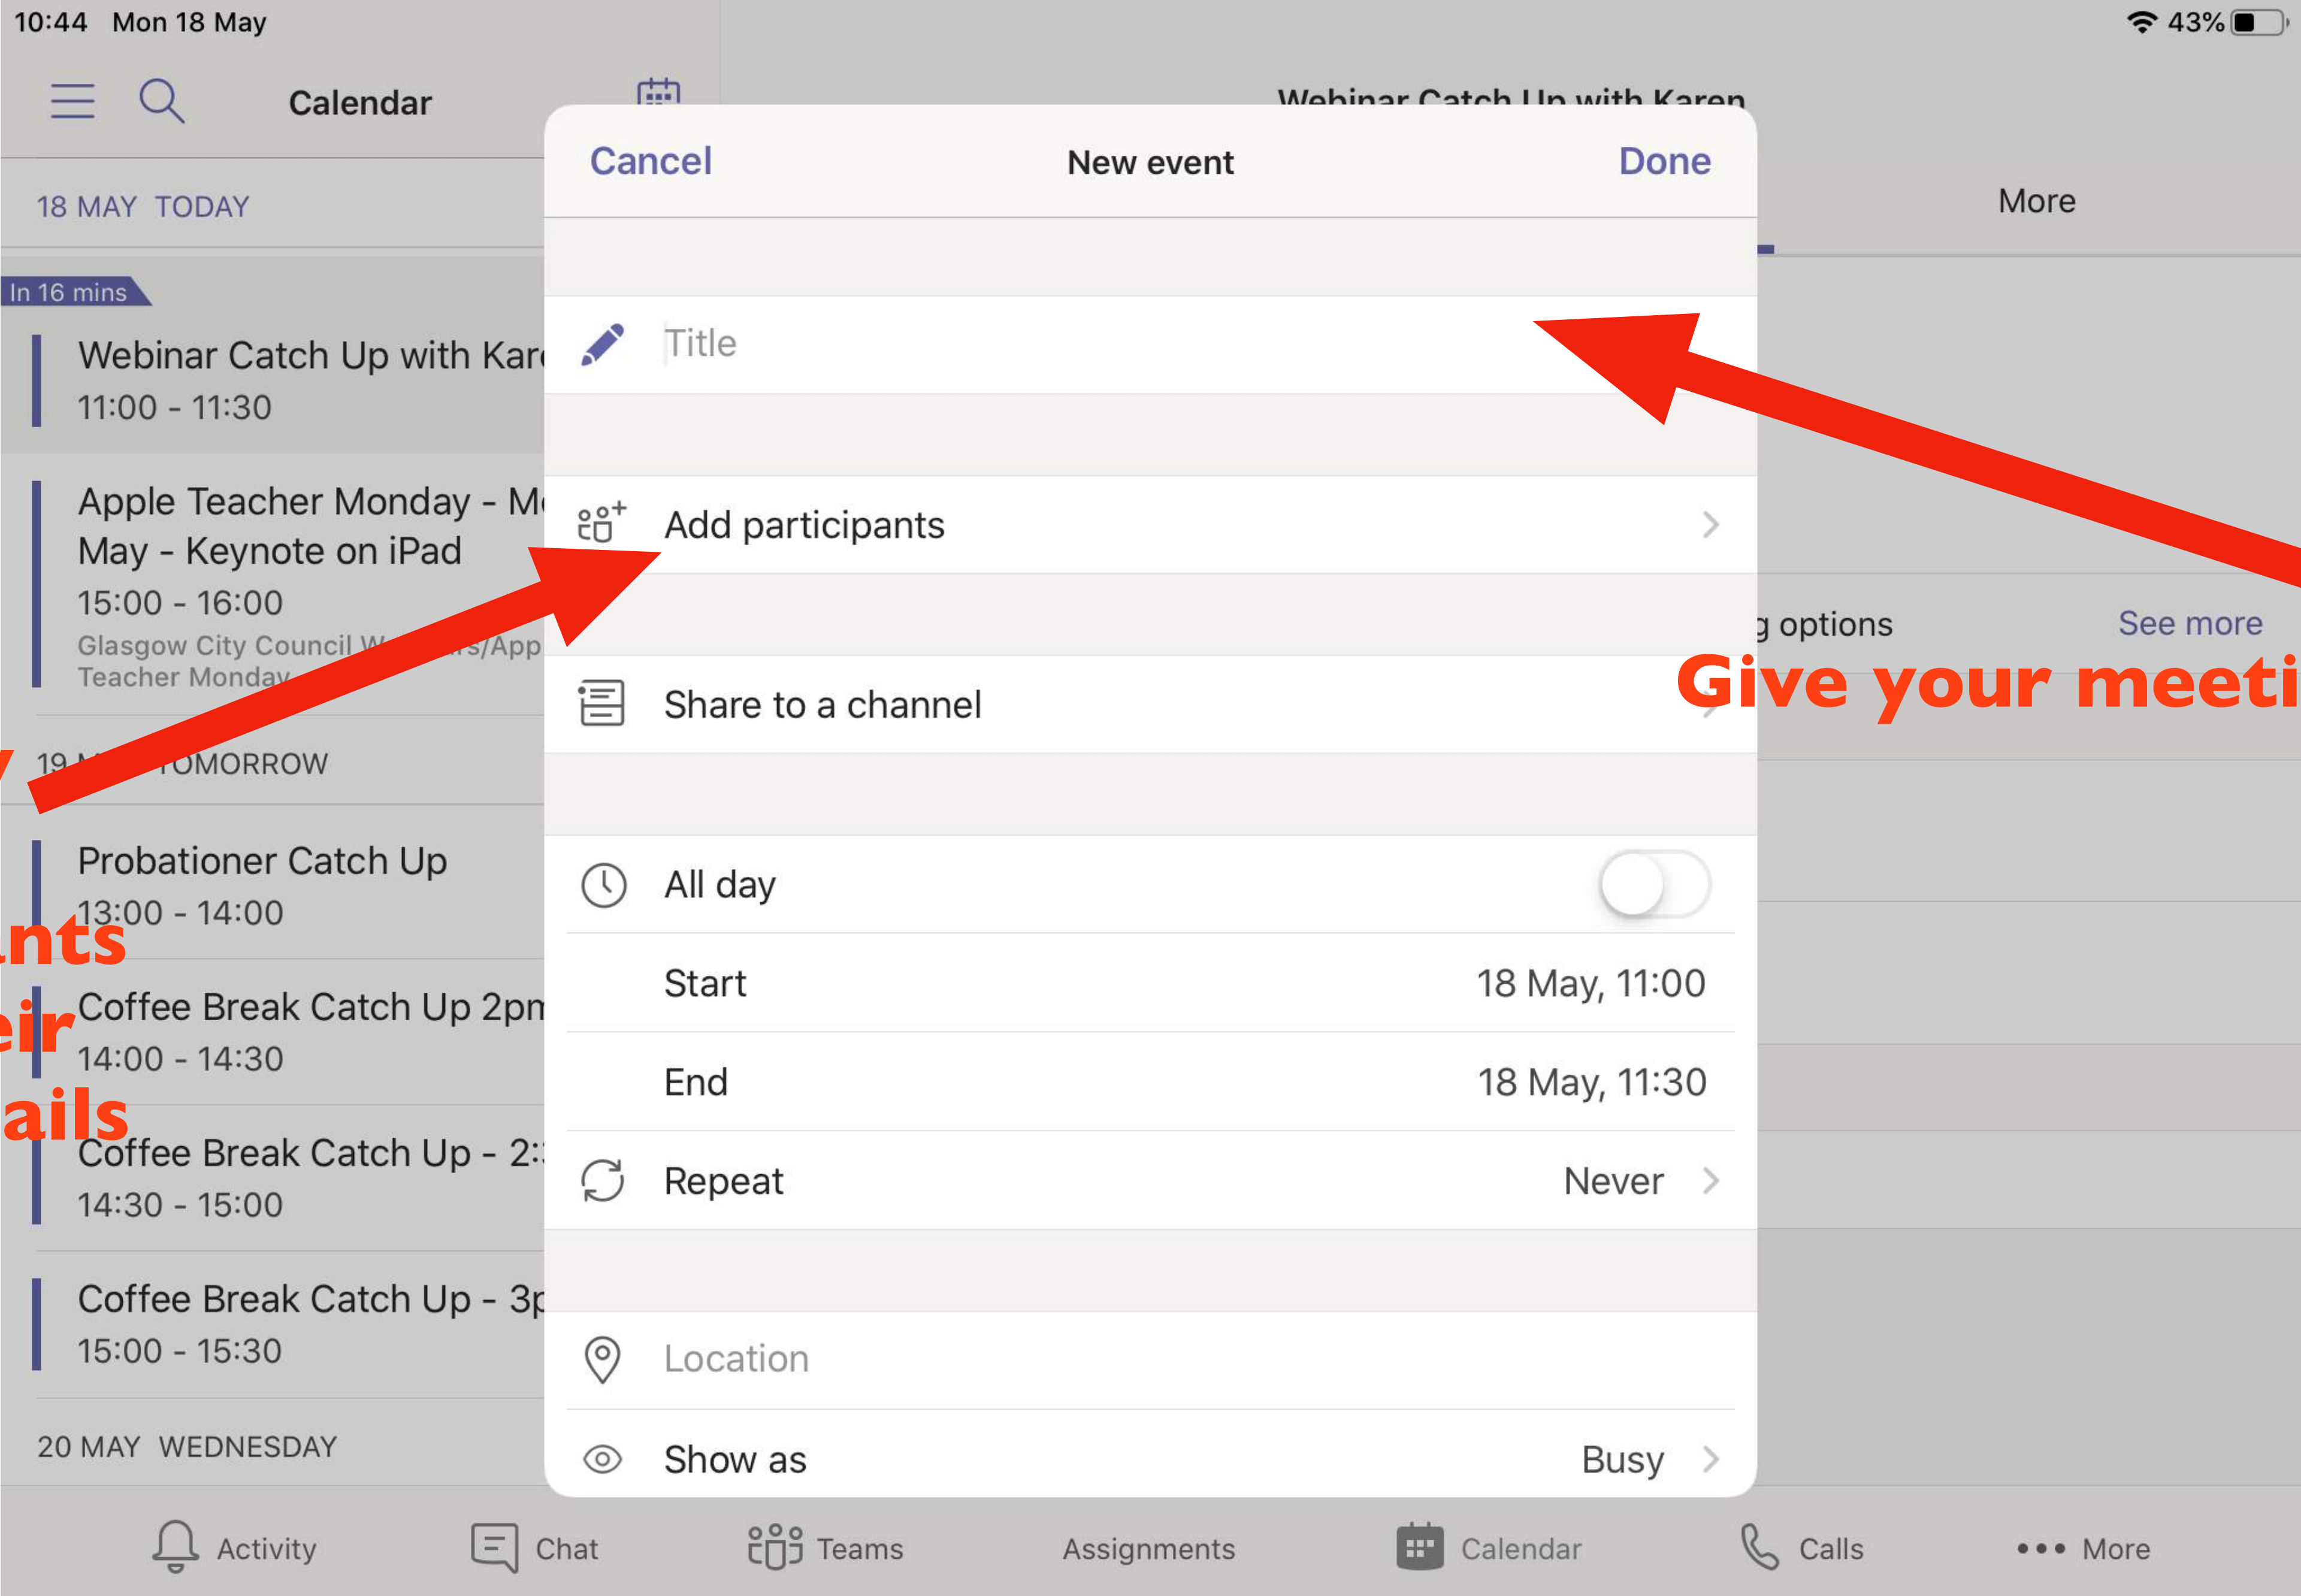 10:44 Mon 18 May
43%
Calendar
Webinar Catch Up with Karen
Cancel
New event
Done
More
18 MAY TODAY
In 16 mins
Webinar Catch Up with Kar
11:00 - 11:30
Apple Teacher Monday - M
May - Keynote on iPad
15:00 - 16:00
Glasgow City Council /App
Teacher Monday
19 TOMORROW
Probationer Catch Up
13:00 - 14:00
Coffee Break Catch Up 2pm
14:00 - 14:30
Coffee Break Catch Up - 2:
14:30 - 15:00
Coffee Break Catch Up - 3p
15:00 - 15:30
20 MAY WEDNESDAY
Title
Add participants
Share to a channel
All day
Start 18 May, 11:00
End 18 May, 11:30
Repeat Never
Location
Show as Busy
g options See more
Give your meeti
y
nts
eir
ails
Activity
Chat
Teams
Assignments
Calendar
Calls
More